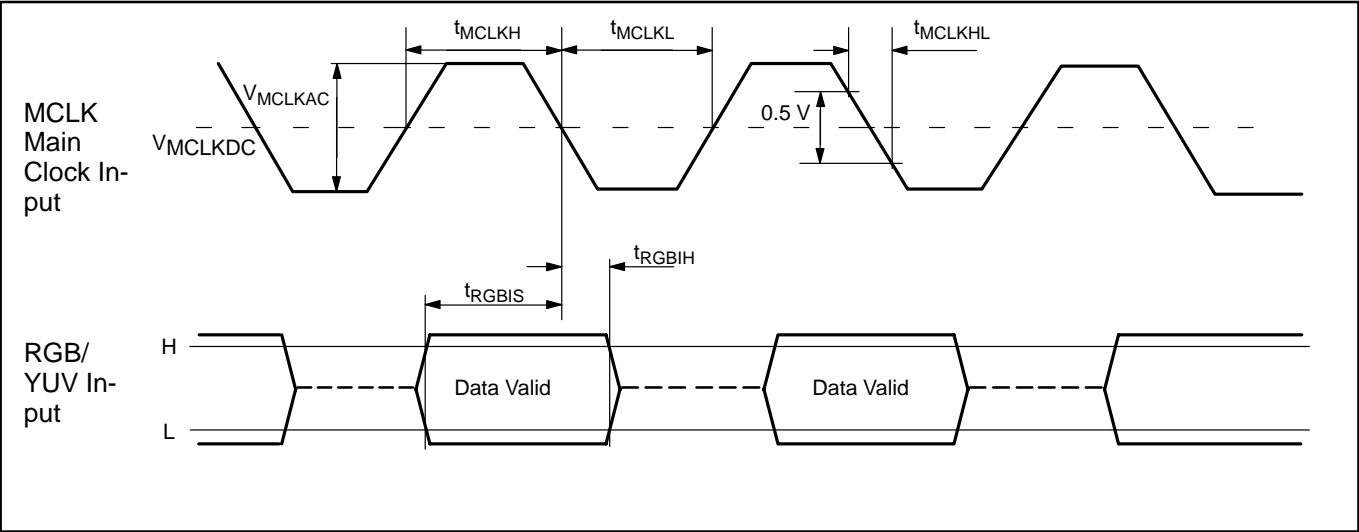 tMCLKH
tMCLKL
tMCLKHL
VMCLKAC
0.5 V
MCLK
Main
Clock In-
put
VMCLKDC
tRGBIH
tRGBIS
RGB/
YUV In-
put
H
Data Valid
Data Valid
L